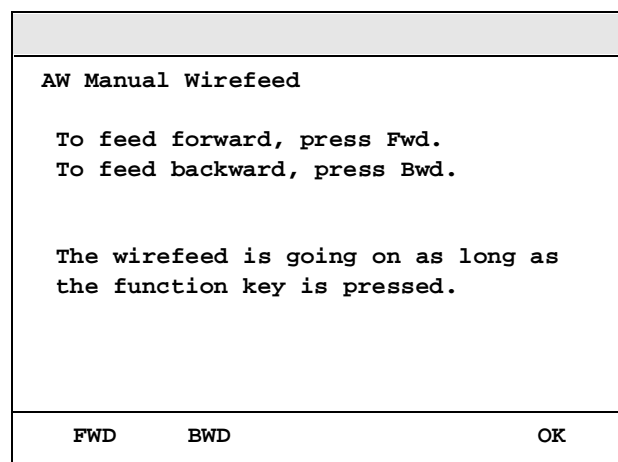 AW Manual Wirefeed
To feed forward, press Fwd.
To feed backward, press Bwd.
The wirefeed is going on as long as
the function key is pressed.
FWD BWD OK